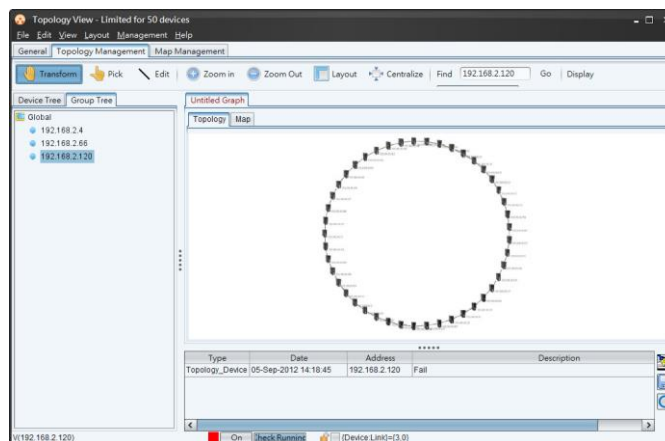 Topology View - Limited for 50 devices
File Edit View Layout Management Help
General Topology Management Map Management
Transform Pick Edit Zoom in Zoom Out Layout Centralize Find 192.168.2.120 Go Display
Device Tree Group Tree Untitled Graph
Global
192.168.2.4
192.168.2.66
192.168.2.120
Topology Map
Type Date Address Description
Topology_Device 05-Sep-2012 14:18:45 192.168.2.120 Fail
V(192.168.2.120) On Check Running (Device:Link)=(3,0)